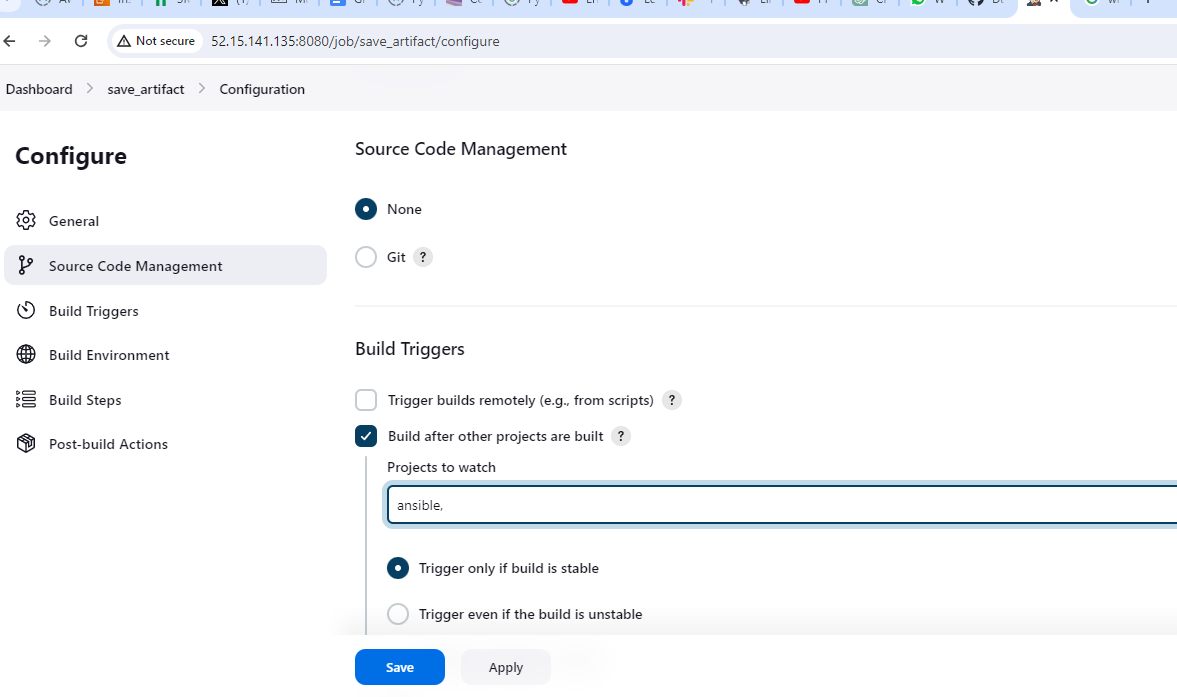 Not secure
52.15.141.135:8080/job/save_artifact/configure
Dashboard > save_artifact > Configuration
Configure
General
Source Code Management
Build Triggers
Build Environment
Build Steps
Post-build Actions
Source Code Management
None
Git ?
Build Triggers
Trigger builds remotely (e.g., from scripts) ?
Build after other projects are built ?
Projects to watch
ansible,
Trigger only if build is stable
Trigger even if the build is unstable
Save
Apply